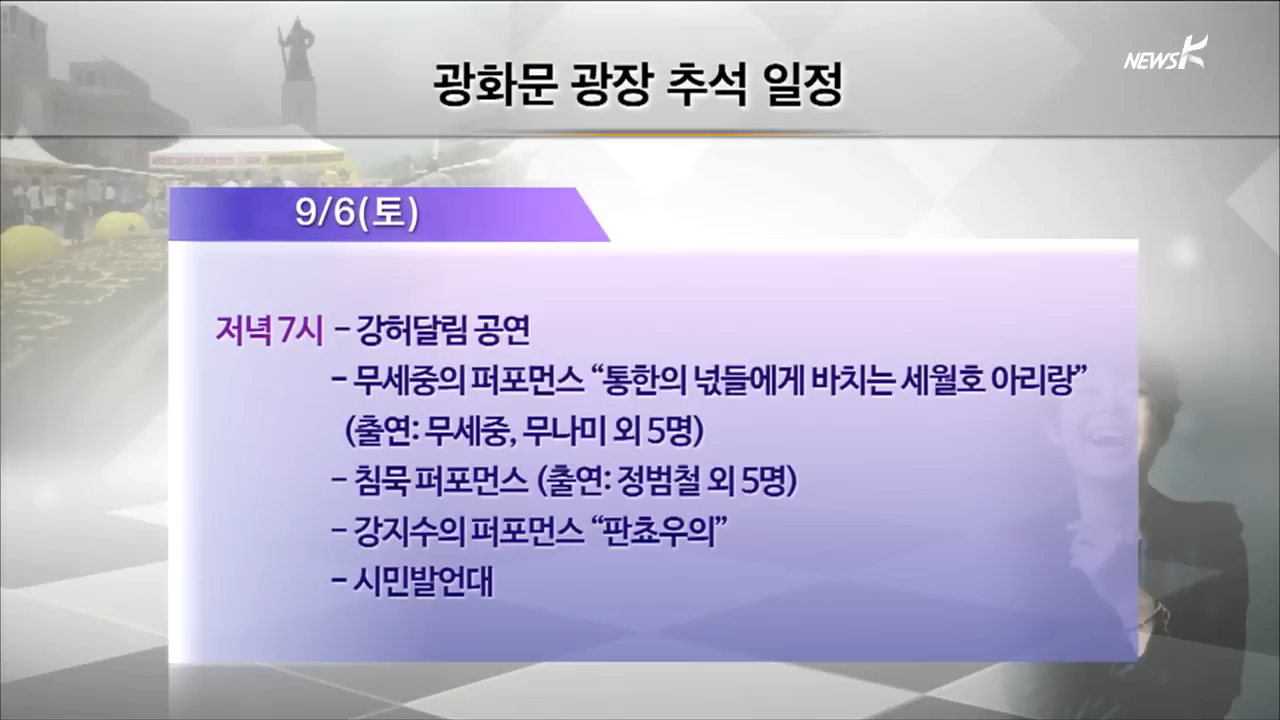 광화문 광장 추석 일정
NEWS K
9/6(토)
저녁 7시 – 강허달림 공연
– 무세중의 퍼포먼스 “통한의 넋들에게 바치는 세월호 아리랑”
(출연: 무세중, 무나미 외 5명)
– 침묵 퍼포먼스 (출연: 정범철 외 5명)
– 강지수의 퍼포먼스 “판쵸우의”
– 시민발언대